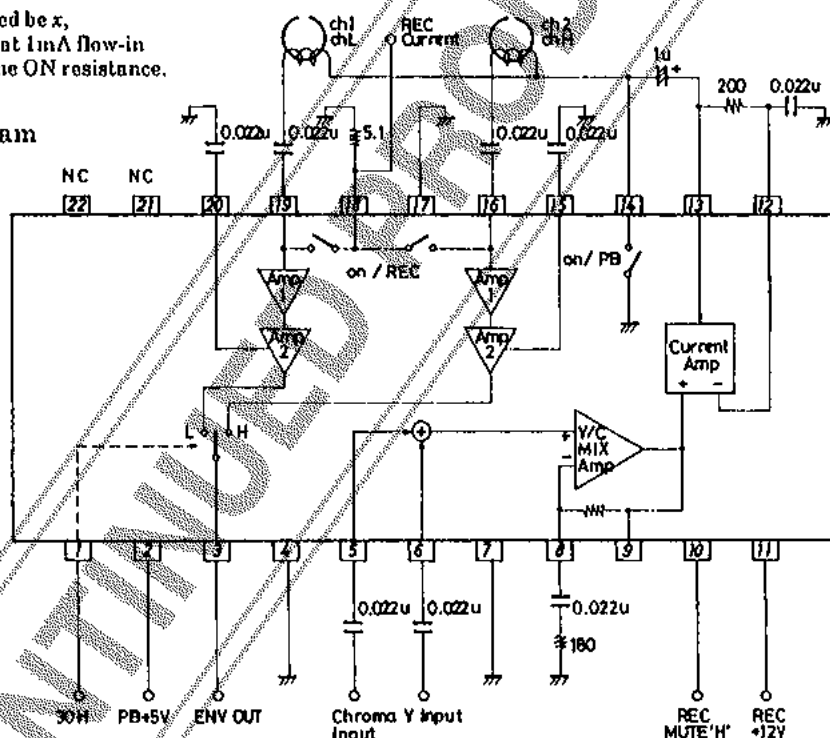 ed be x,
nt 1mA flow-in
he ON resistance.
am
ch1
chL
REC
Current
ch2
chR
1u
200
0.022u
0.022u
0.022u
5.1
0.022u
0.022u
NC
NC
22
21
20
19
18
17
16
15
14
13
12
on / REC
on / PB
Amp
1
Amp
1
Amp
2
Amp
2
Current
Amp
+ -
L
H
+
+
-
Y/C
MIX
Amp
1
2
3
4
5
6
7
8
9
10
11
0.022u
0.022u
0.022u
180
30H
PB+5V
ENV OUT
Chroma
Input
Y Input
REC
MUTE'H'
REC
+12V
NTINUED PRO